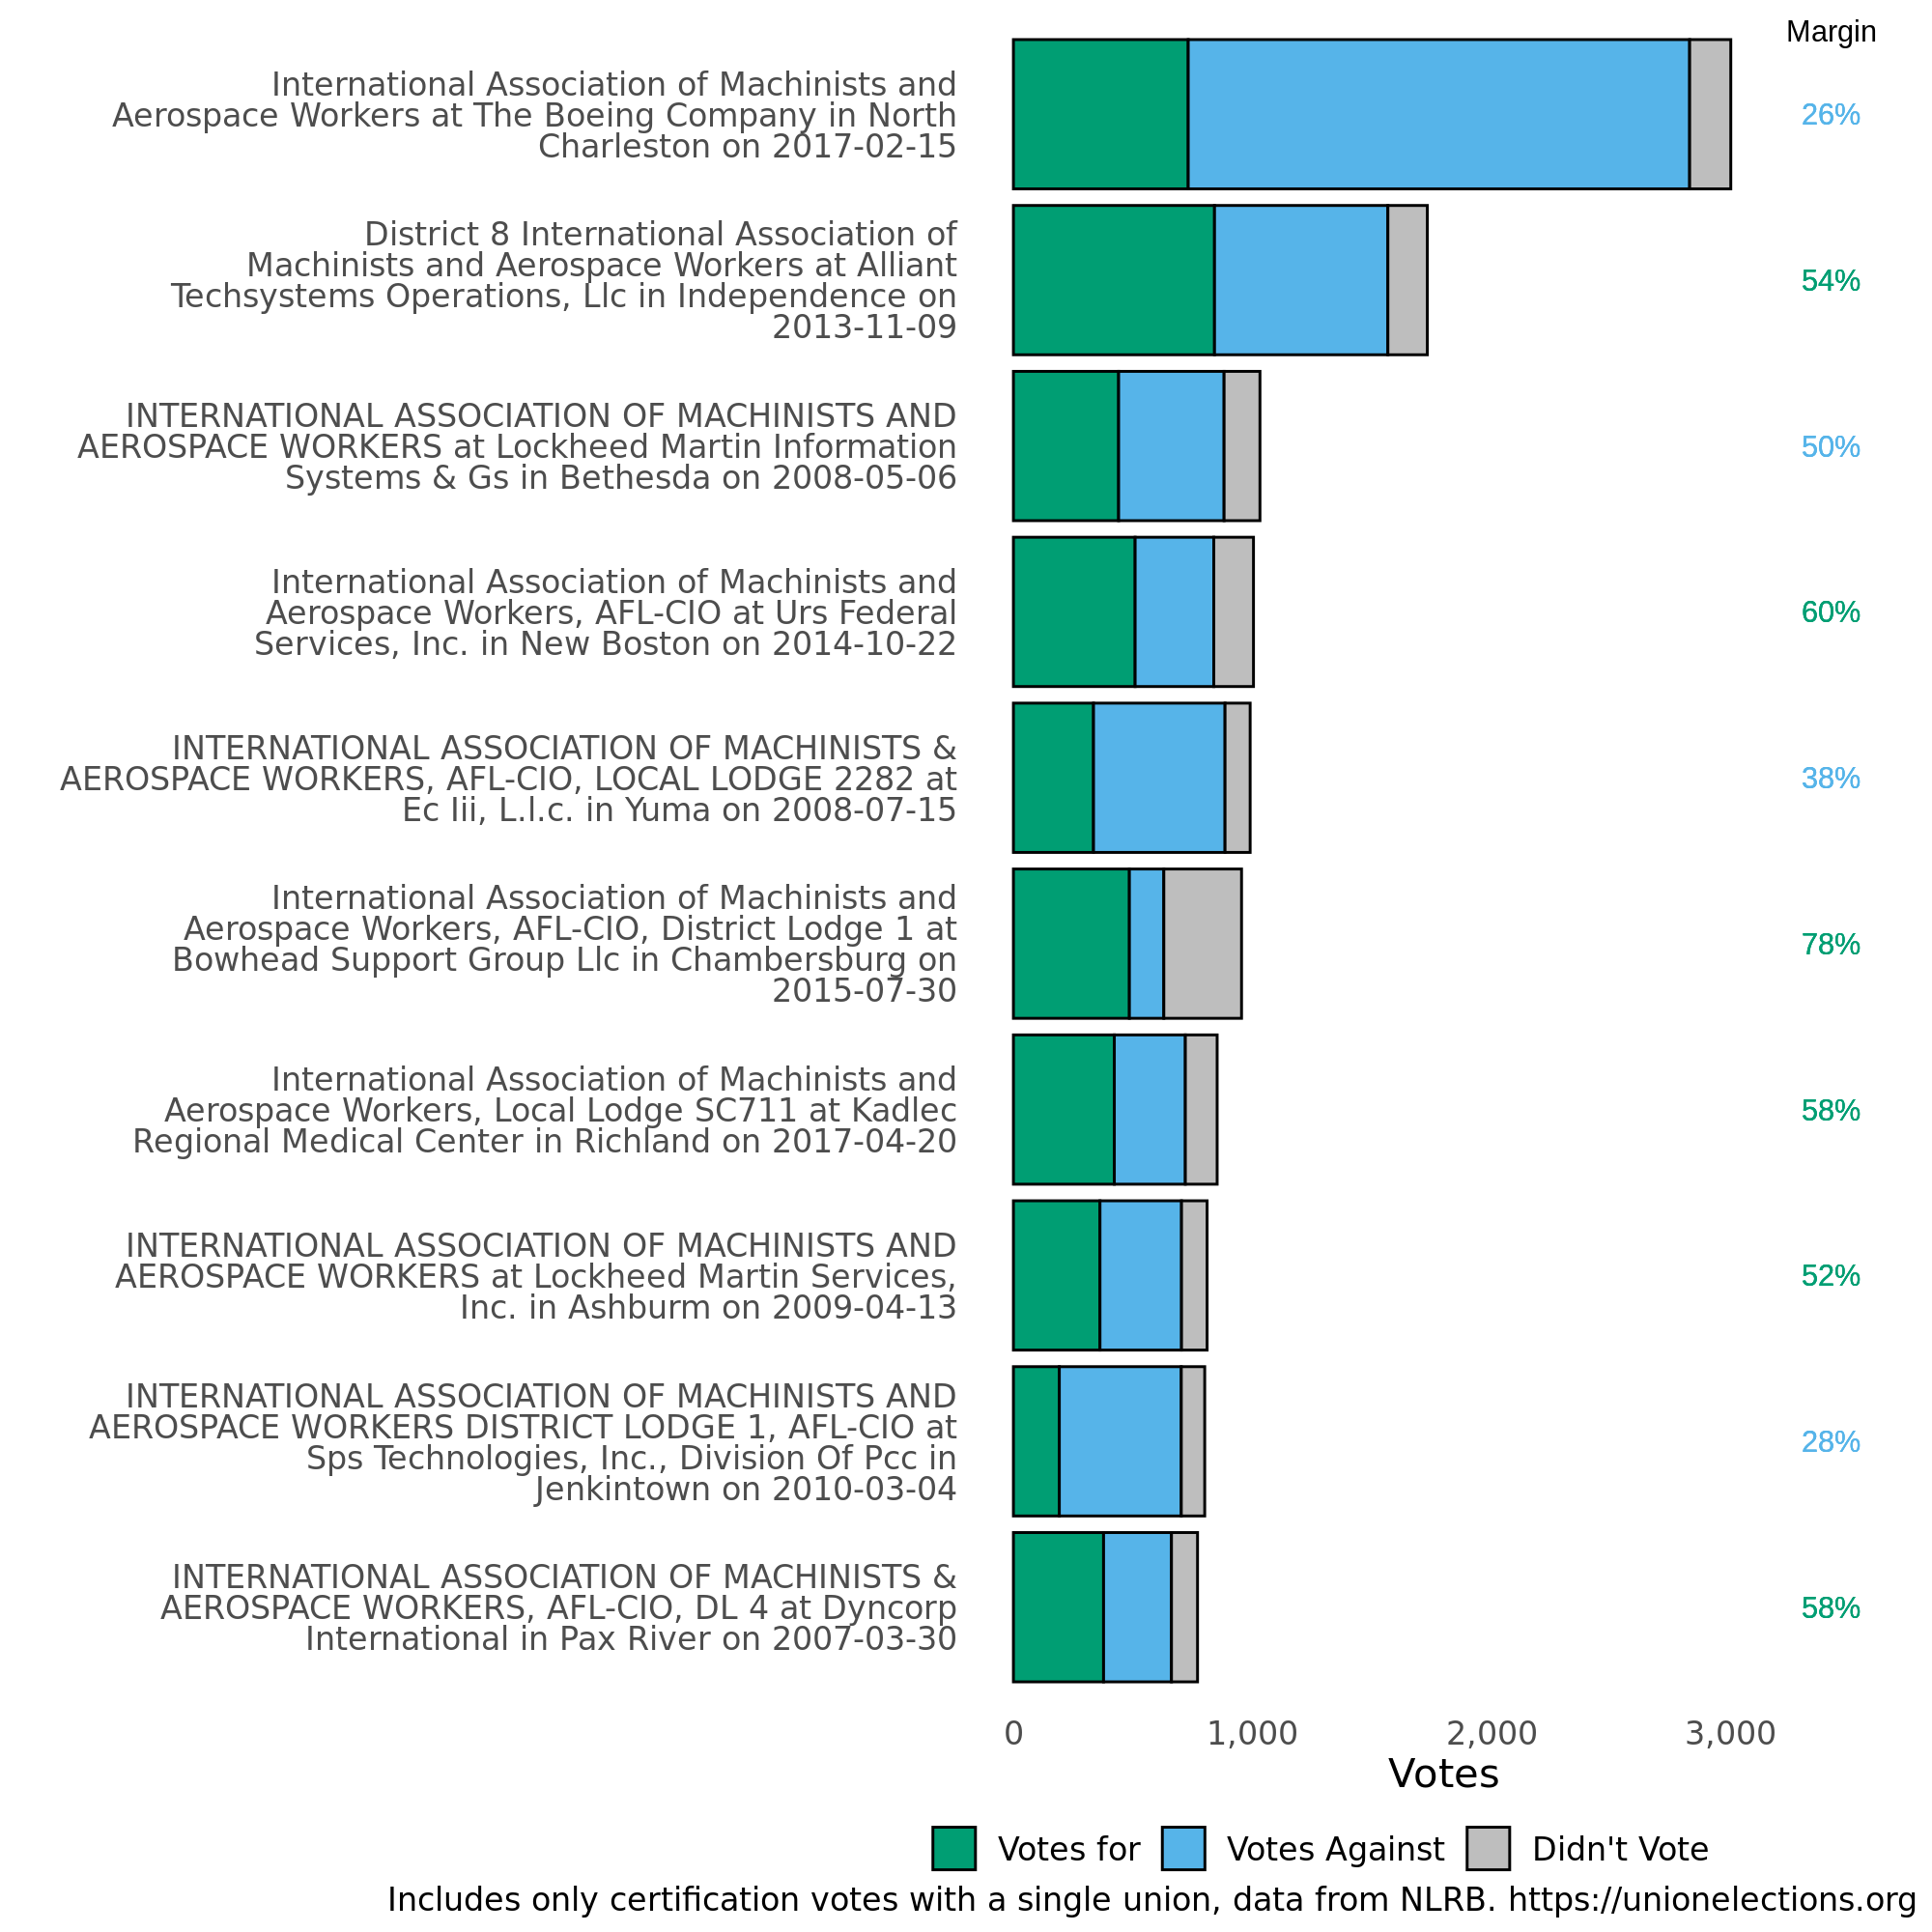 Margin
International Association of Machinists and
Aerospace Workers at The Boeing Company in North
Charleston on 2017-02-15
26%
District 8 International Association of
Machinists and Aerospace Workers at Alliant
Techsystems Operations, Llc in Independence on
2013-11-09
54%
INTERNATIONAL ASSOCIATION OF MACHINISTS AND
AEROSPACE WORKERS at Lockheed Martin Information
Systems & Gs in Bethesda on 2008-05-06
50%
International Association of Machinists and
Aerospace Workers, AFL-CIO at Urs Federal
Services, Inc. in New Boston on 2014-10-22
60%
INTERNATIONAL ASSOCIATION OF MACHINISTS &
AEROSPACE WORKERS, AFL-CIO, LOCAL LODGE 2282 at
Ec Iii, L.l.c. in Yuma on 2008-07-15
38%
International Association of Machinists and
Aerospace Workers, AFL-CIO, District Lodge 1 at
Bowhead Support Group Llc in Chambersburg on
2015-07-30
78%
International Association of Machinists and
Aerospace Workers, Local Lodge SC711 at Kadlec
Regional Medical Center in Richland on 2017-04-20
58%
INTERNATIONAL ASSOCIATION OF MACHINISTS AND
AEROSPACE WORKERS at Lockheed Martin Services,
Inc. in Ashburm on 2009-04-13
52%
INTERNATIONAL ASSOCIATION OF MACHINISTS AND
AEROSPACE WORKERS DISTRICT LODGE 1, AFL-CIO at
Sps Technologies, Inc., Division Of Pcc in
Jenkintown on 2010-03-04
28%
INTERNATIONAL ASSOCIATION OF MACHINISTS &
AEROSPACE WORKERS, AFL-CIO, DL 4 at Dyncorp
International in Pax River on 2007-03-30
58%
0 1,000 2,000 3,000
Votes
Votes for Votes Against Didn't Vote
Includes only certification votes with a single union, data from NLRB. https://unionelections.org